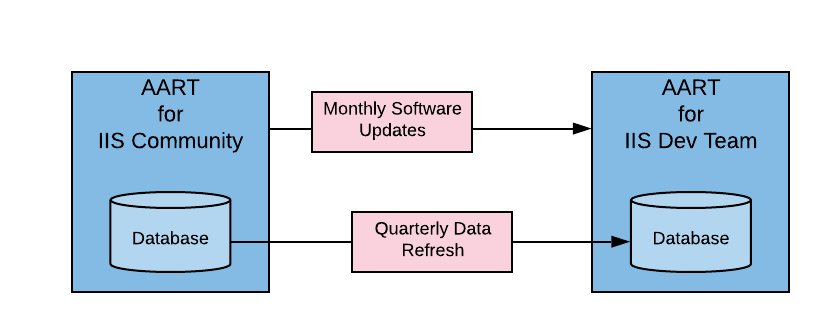 AART
for
IIS Community
Monthly Software
Updates
AART
for
IIS Dev Team
Database
Quarterly Data
Refresh
Database